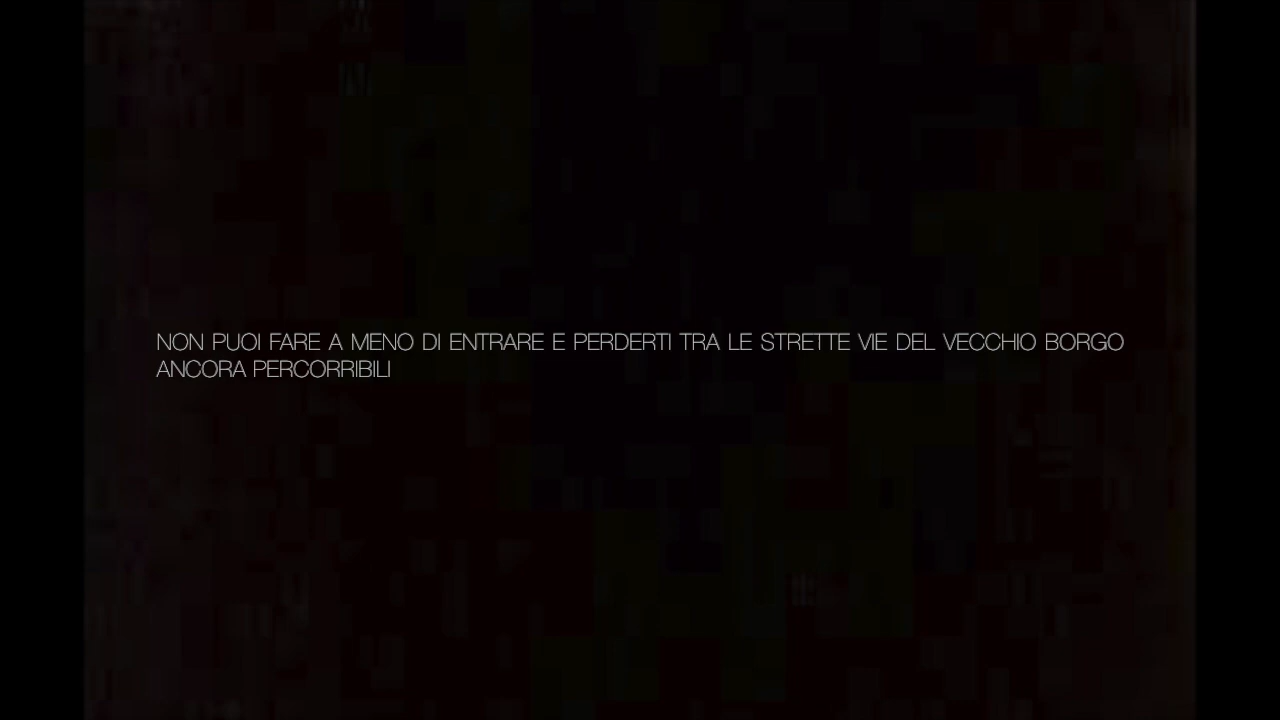 NON PUOI FARE A MENO DI ENTRARE E PERDERTI TRA LE STRETTE VIE DEL VECCHIO BORGO
ANCORA PERCORRIBILI